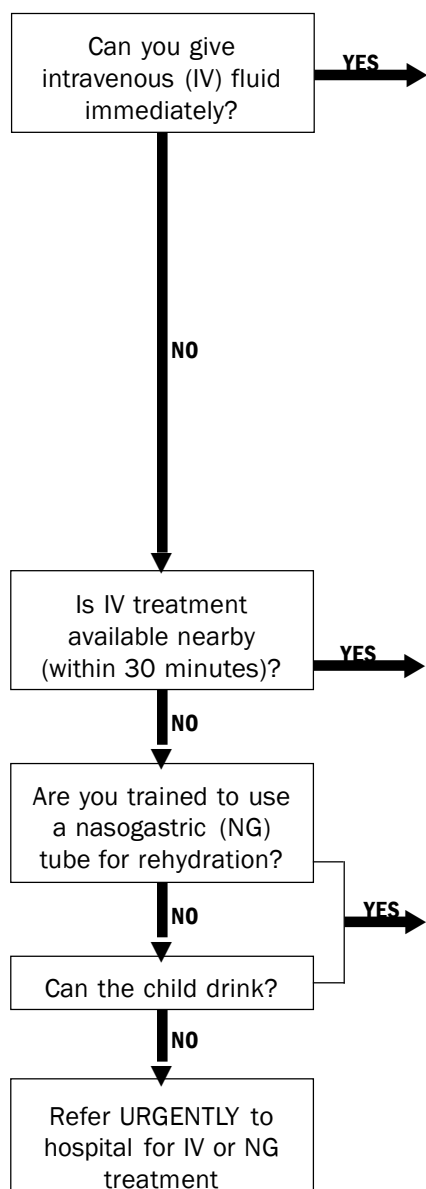 Can you give
intravenous (IV) fluid
immediately?
YES
NO
Is IV treatment
available nearby
(within 30 minutes)?
YES
NO
Are you trained to use
a nasogastric (NG)
tube for rehydration?
YES
NO
Can the child drink?
NO
Refer URGENTLY to
hospital for IV or NG
treatment